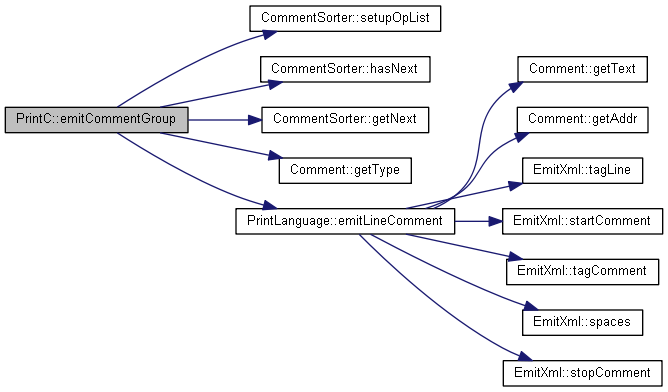 CommentSorter::setupOpList
CommentSorter::hasNext
PrintC::emitCommentGroup
CommentSorter::getNext
Comment::getType
PrintLanguage::emitLineComment
Comment::getText
Comment::getAddr
EmitXml::tagLine
EmitXml::startComment
EmitXml::tagComment
EmitXml::spaces
EmitXml::stopComment